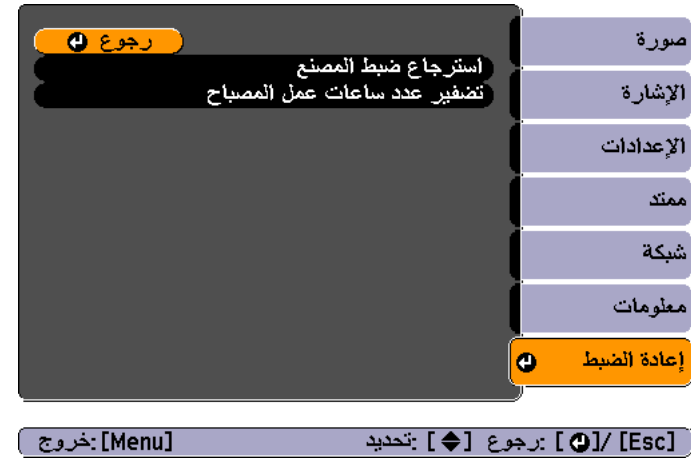 رجوع
استرجاع ضبط المصنع
تضفير عدد ساعات عمل المصباح
صورة
الإشارة
الإعدادات
ممتد
شبكة
معلومات
إعادة الضبط
[Esc] /[ ] :رجوع [ ] :تحديد [Menu] :خروج